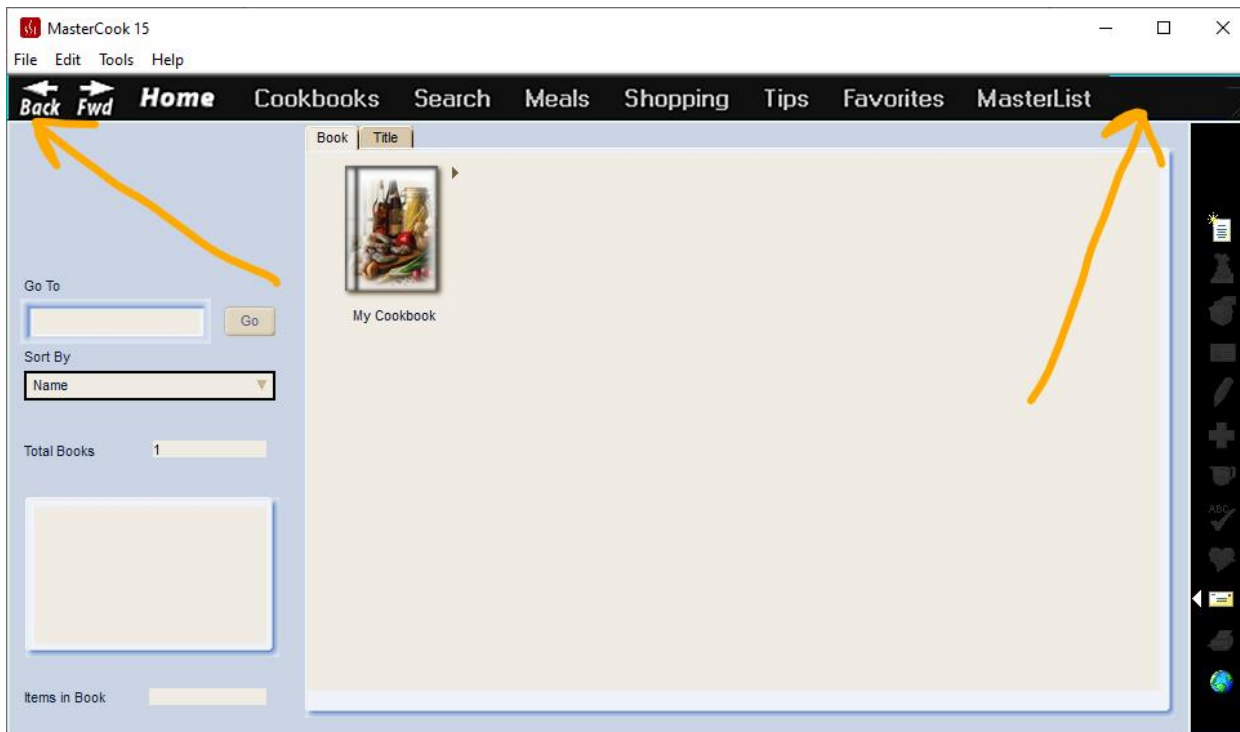 MasterCook 15
File Edit Tools Help
Back Fwd Home Cookbooks Search Meals Shopping Tips Favorites MasterList
Book Title
My Cookbook
Go To
Go
Sort By
Name
Total Books 1
Items in Book
ABC